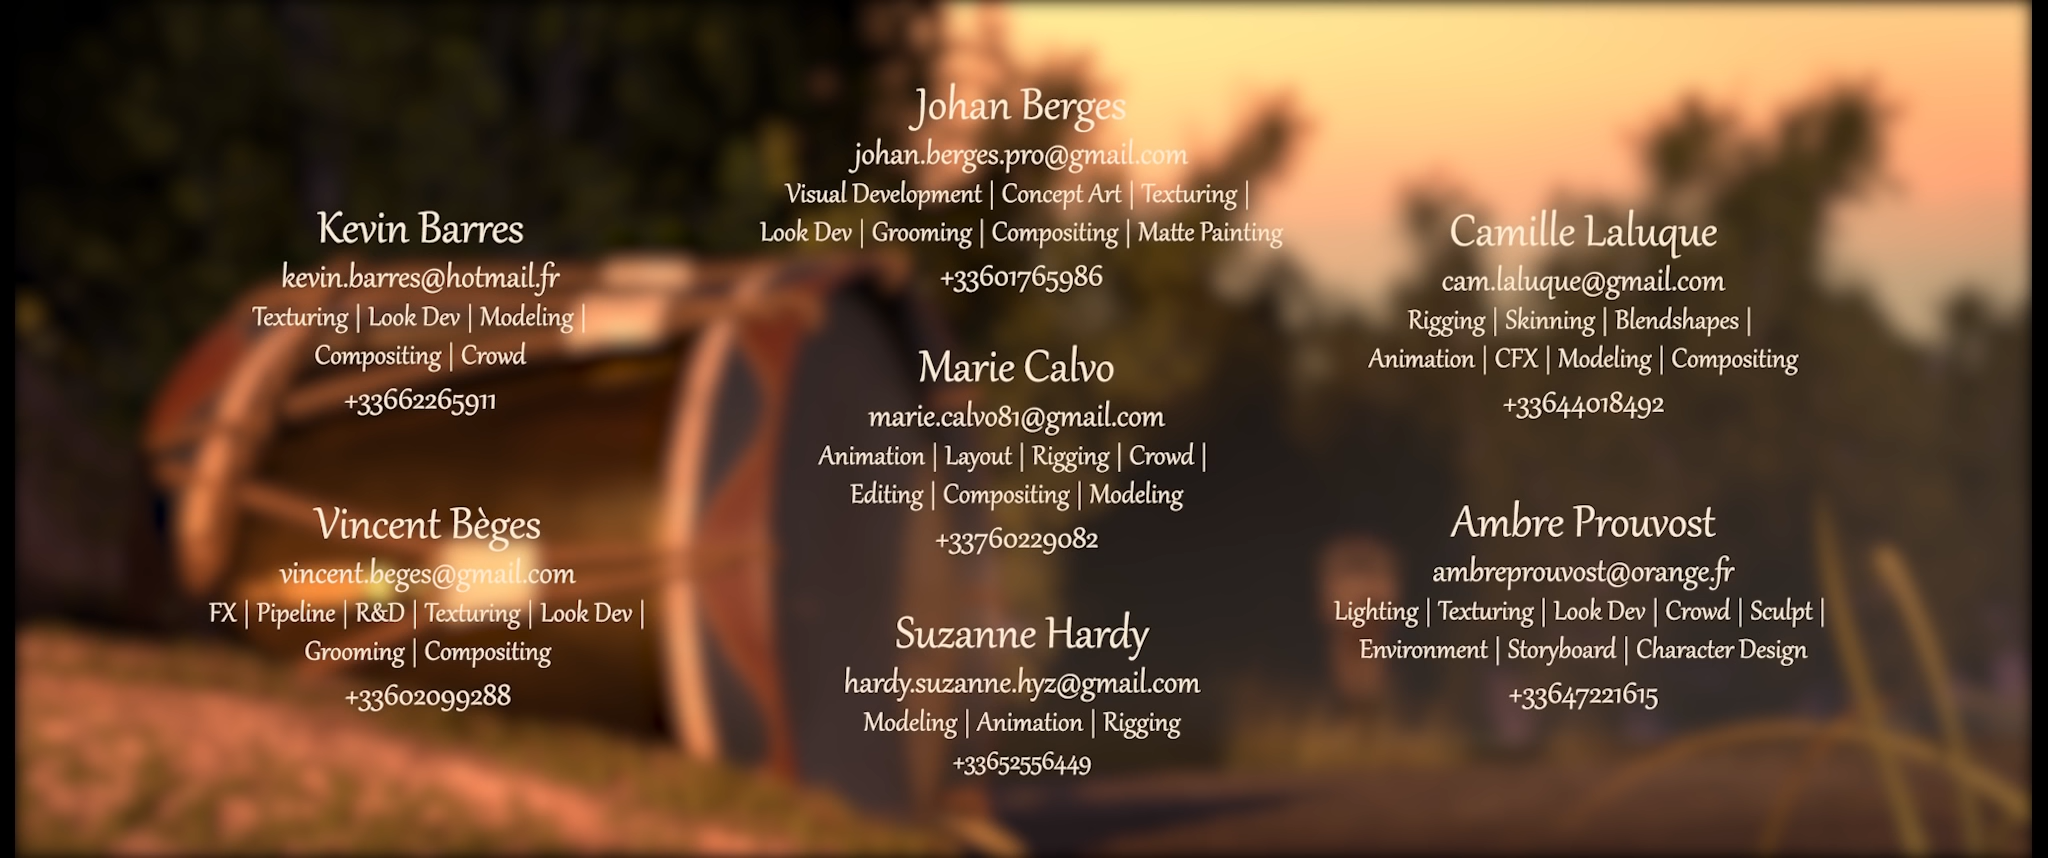 Kevin Barres
kevin.barres@hotmail.fr
Texturing | Look Dev | Modeling |
Compositing | Crowd
+33662265911
Vincent Bèges
vincent.beges@gmail.com
FX | Pipeline | R&D | Texturing | Look Dev |
Grooming | Compositing
+33602099288
Johan Berges
johan.berges.pro@gmail.com
Visual Development | Concept Art | Texturing |
Look Dev | Grooming | Compositing | Matte Painting
+33601765986
Marie Calvo
marie.calvo81@gmail.com
Animation | Layout | Rigging | Crowd |
Editing | Compositing | Modeling
+33760229082
Suzanne Hardy
hardy.suzanne.hyz@gmail.com
Modeling | Animation | Rigging
+33652556449
Camille Laluque
cam.laluque@gmail.com
Rigging | Skinning | Blendshapes |
Animation | CFX | Modeling | Compositing
+33644018492
Ambre Prouvost
ambreprouvost@orange.fr
Lighting | Texturing | Look Dev | Crowd | Sculpt |
Environment | Storyboard | Character Design
+33647221615